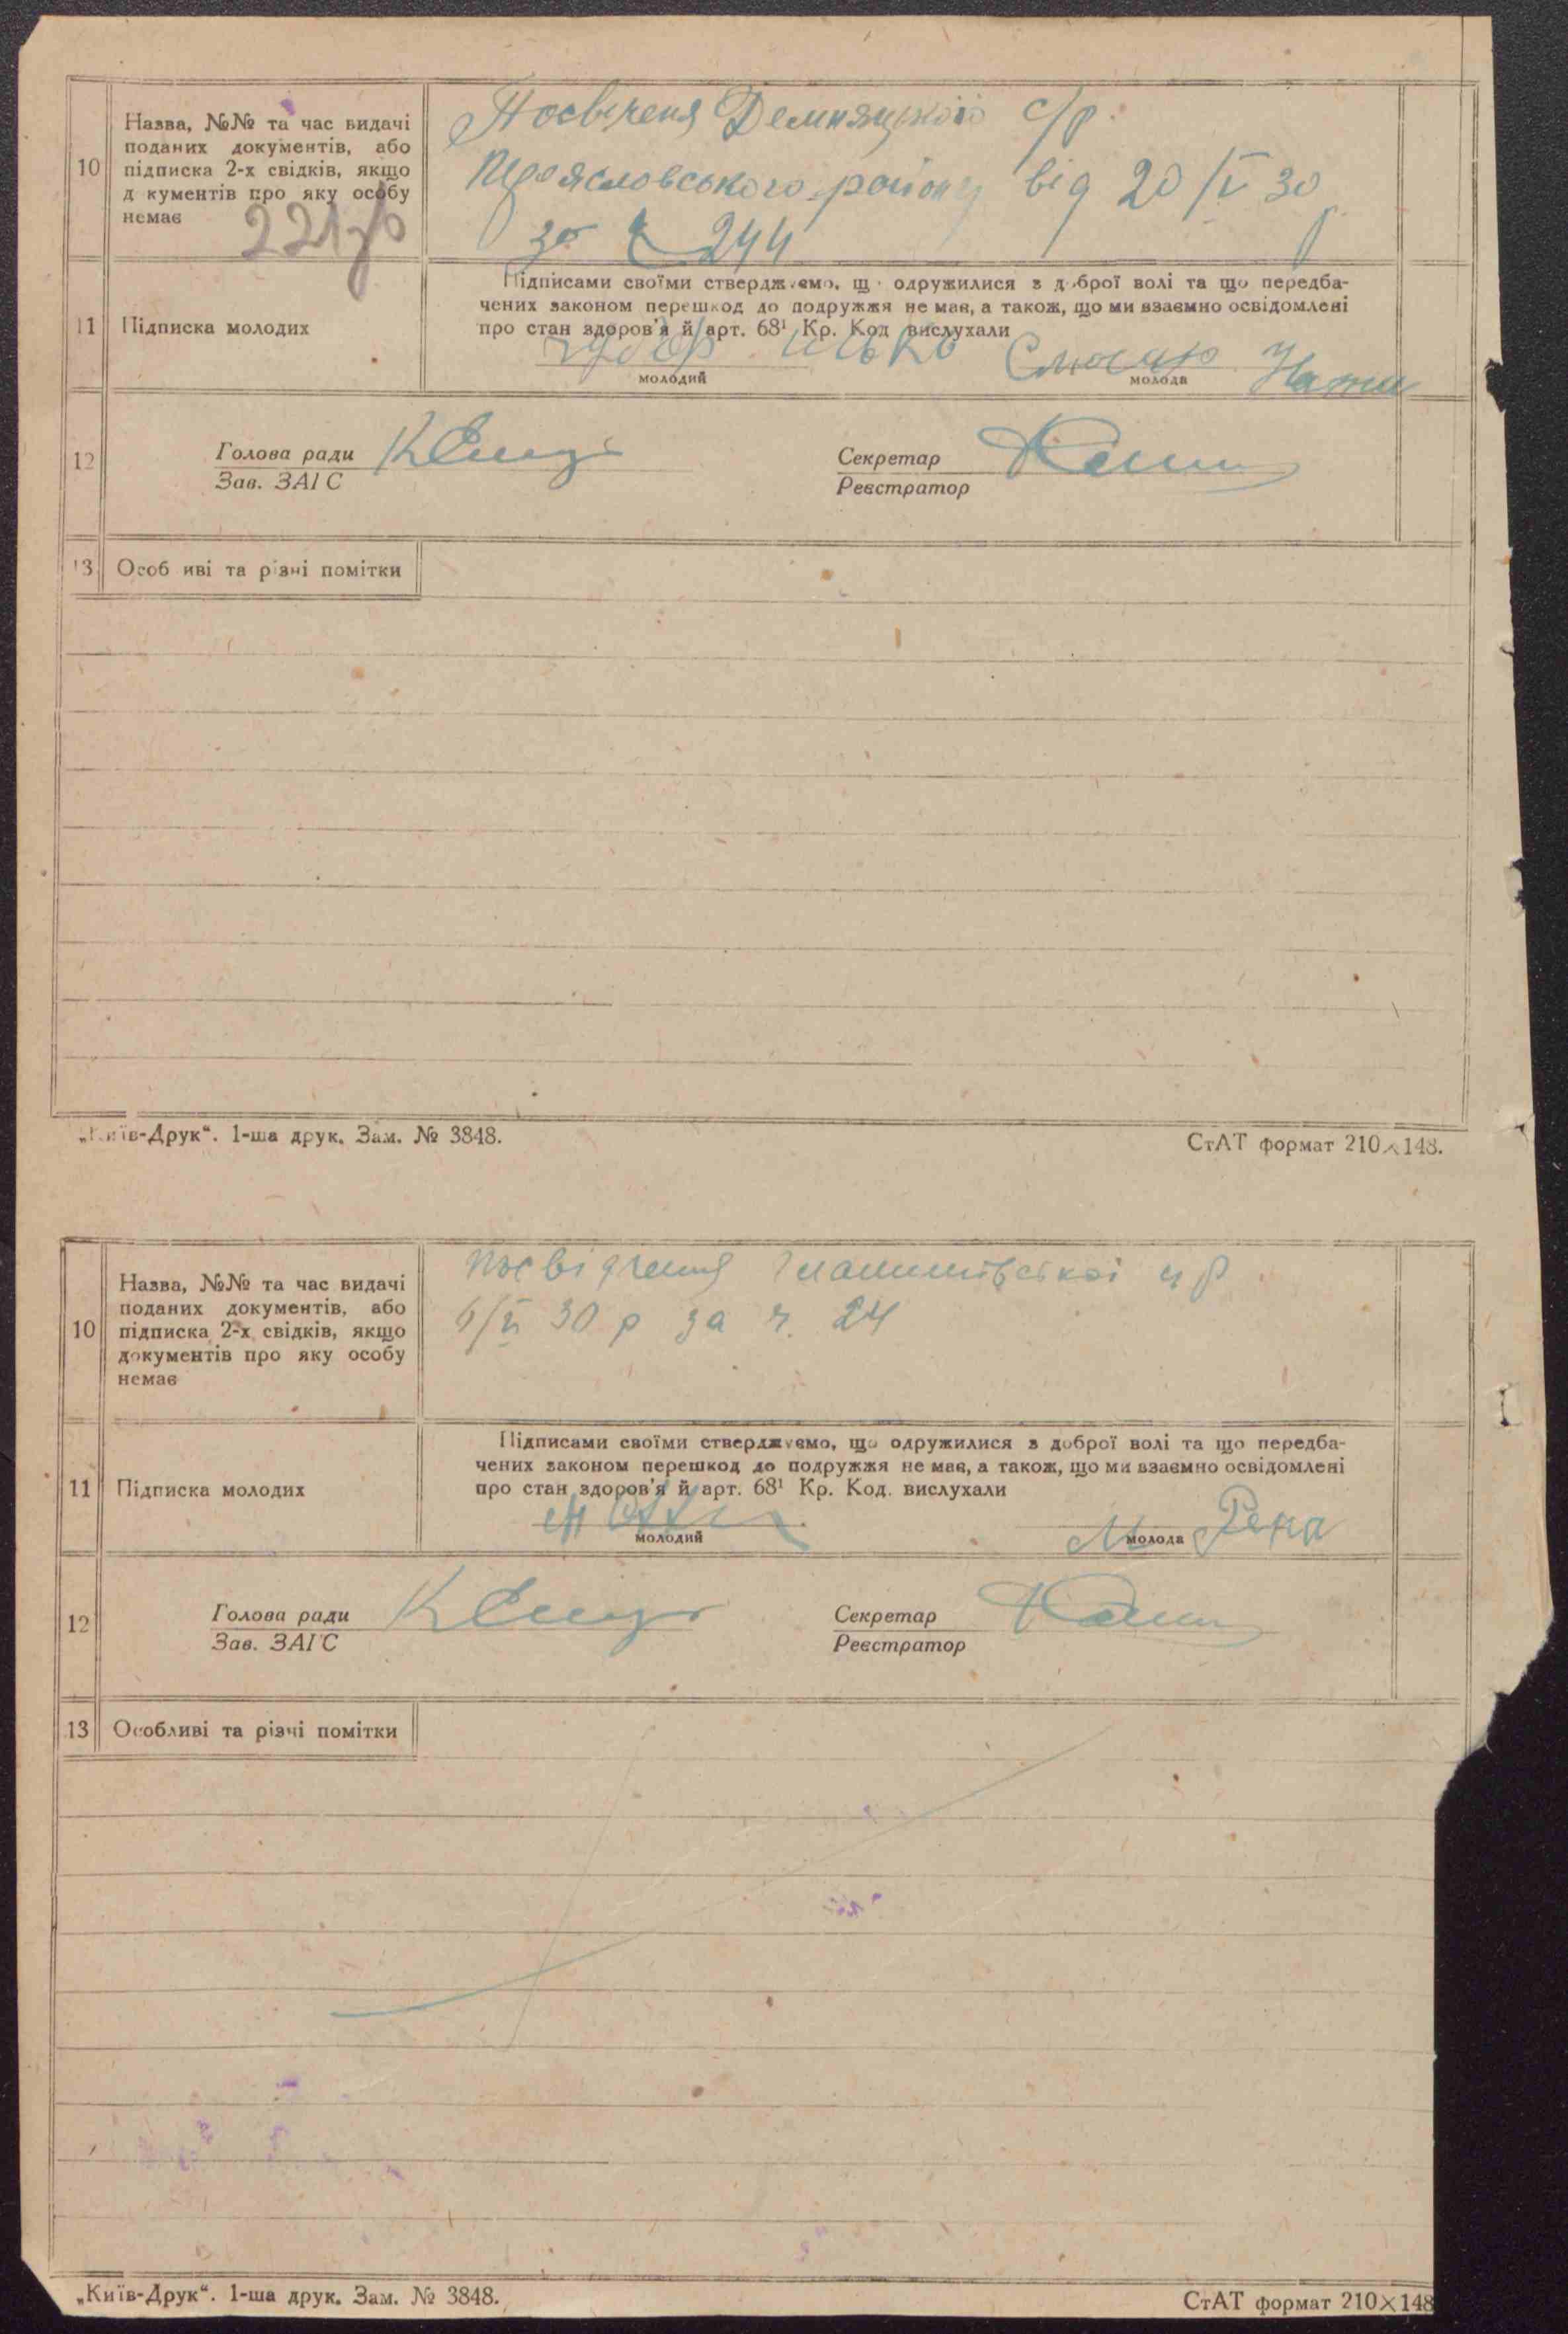 10
Назва, №№ та час видачі
поданих документів, або
підписка 2-х свідків, якщо
д кументів про яку особу
немає
Посвіченя Демянцької с/р.
Переясловського району від 20/V 30 р
за ч 244
11
Підписка молодих
Підписами своїми стверджуємо, що одружилися з доброї волі та що передба-
чених законом перешкод до подружжя не має, а також, що ми взаємно освідомлені
про стан здоров'я й арт. 68¹ Кр. Код вислухали
молодий
молода
12
Голова ради
Зав. ЗАГС
Секретар
Реєстратор
13
Особ иві та різні помітки
„Київ-Друк“. 1-ша друк. Зам. № 3848.
СтАТ формат 210×148.
10
Назва, №№ та час видачі
поданих документів, або
підписка 2-х свідків, якщо
документів про яку особу
немає
Посвідчення
6/VI 30 р за ч. 24
11
Підписка молодих
Підписами своїми стверджуємо, що одружилися з доброї волі та що передба-
чених законом перешкод до подружжя не має, а також, що ми взаємно освідомлені
про стан здоров'я й арт. 68¹ Кр. Код. вислухали
молодий
молода
М Рена
12
Голова ради
Зав. ЗАГС
Секретар
Реєстратор
13
Особливі та різні помітки
„Київ-Друк“. 1-ша друк. Зам. № 3848.
СтАТ формат 210×148